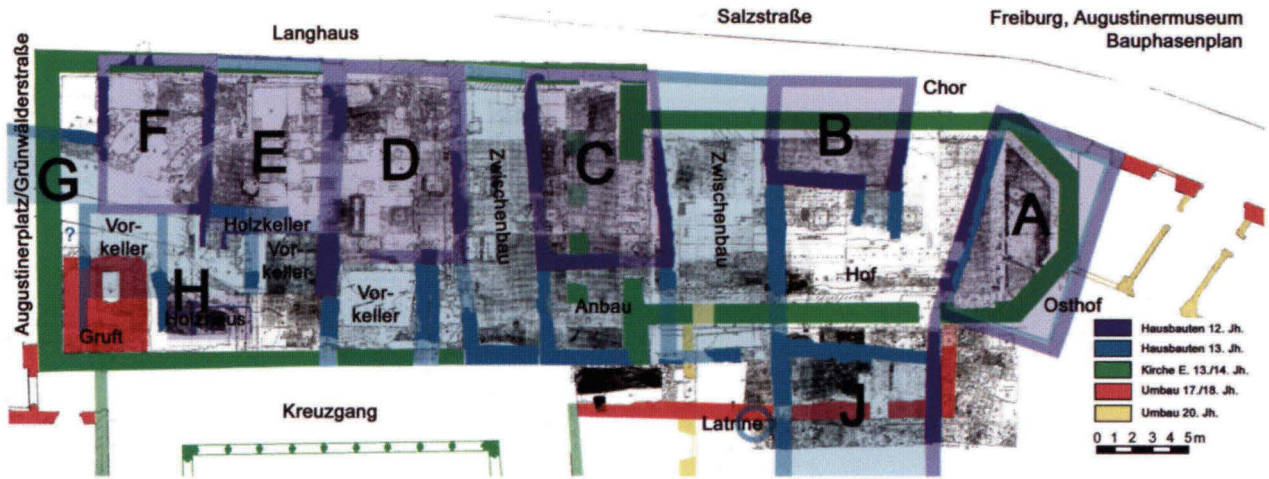 Freiburg, Augustinermuseum
Bauphasenplan
Salzstraße
Langhaus
Chor
Augustinerplatz/Grünwälderstraße
F
E
D
Zwischenbau
C
Zwischenbau
B
A
G
Vor-
keller
Holzkeller
Vor-
keller
?
H
Holzhaus
Gruft
Vor-
keller
Anbau
Hof
Osthof
J
Latrine
Kreuzgang
Hausbauten 12. Jh.
Hausbauten 13. Jh.
Kirche E. 13./14. Jh.
Umbau 17./18. Jh.
Umbau 20. Jh.
0 1 2 3 4 5m